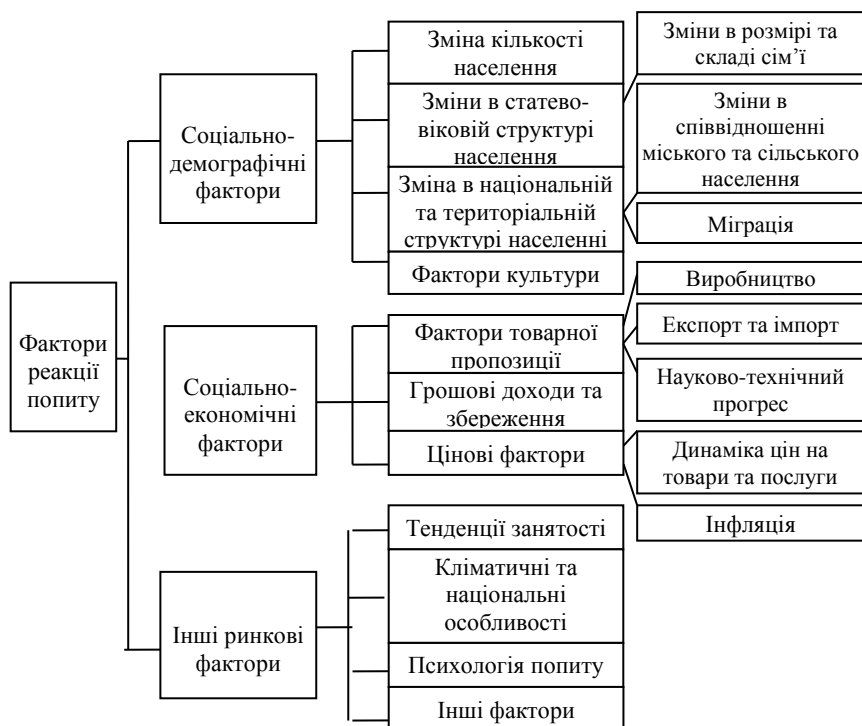 Фактори
реакції
попиту
Соціально-
демографічні
фактори
Зміна кількості
населення
Зміни в статево-
віковій структурі
населення
Зміни в розмірі та
складі сім’ї
Зміна в національній
та територіальній
структурі населенні
Зміни в
співвідношенні
міського та сільського
населення
Міграція
Фактори культури
Соціально-
економічні
фактори
Фактори товарної
пропозиції
Виробництво
Експорт та імпорт
Науково-технічний
прогрес
Грошові доходи та
збереження
Цінові фактори
Динаміка цін на
товари та послуги
Інфляція
Інші ринкові
фактори
Тенденції занятості
Кліматичні та
національні
особливості
Психологія попиту
Інші фактори